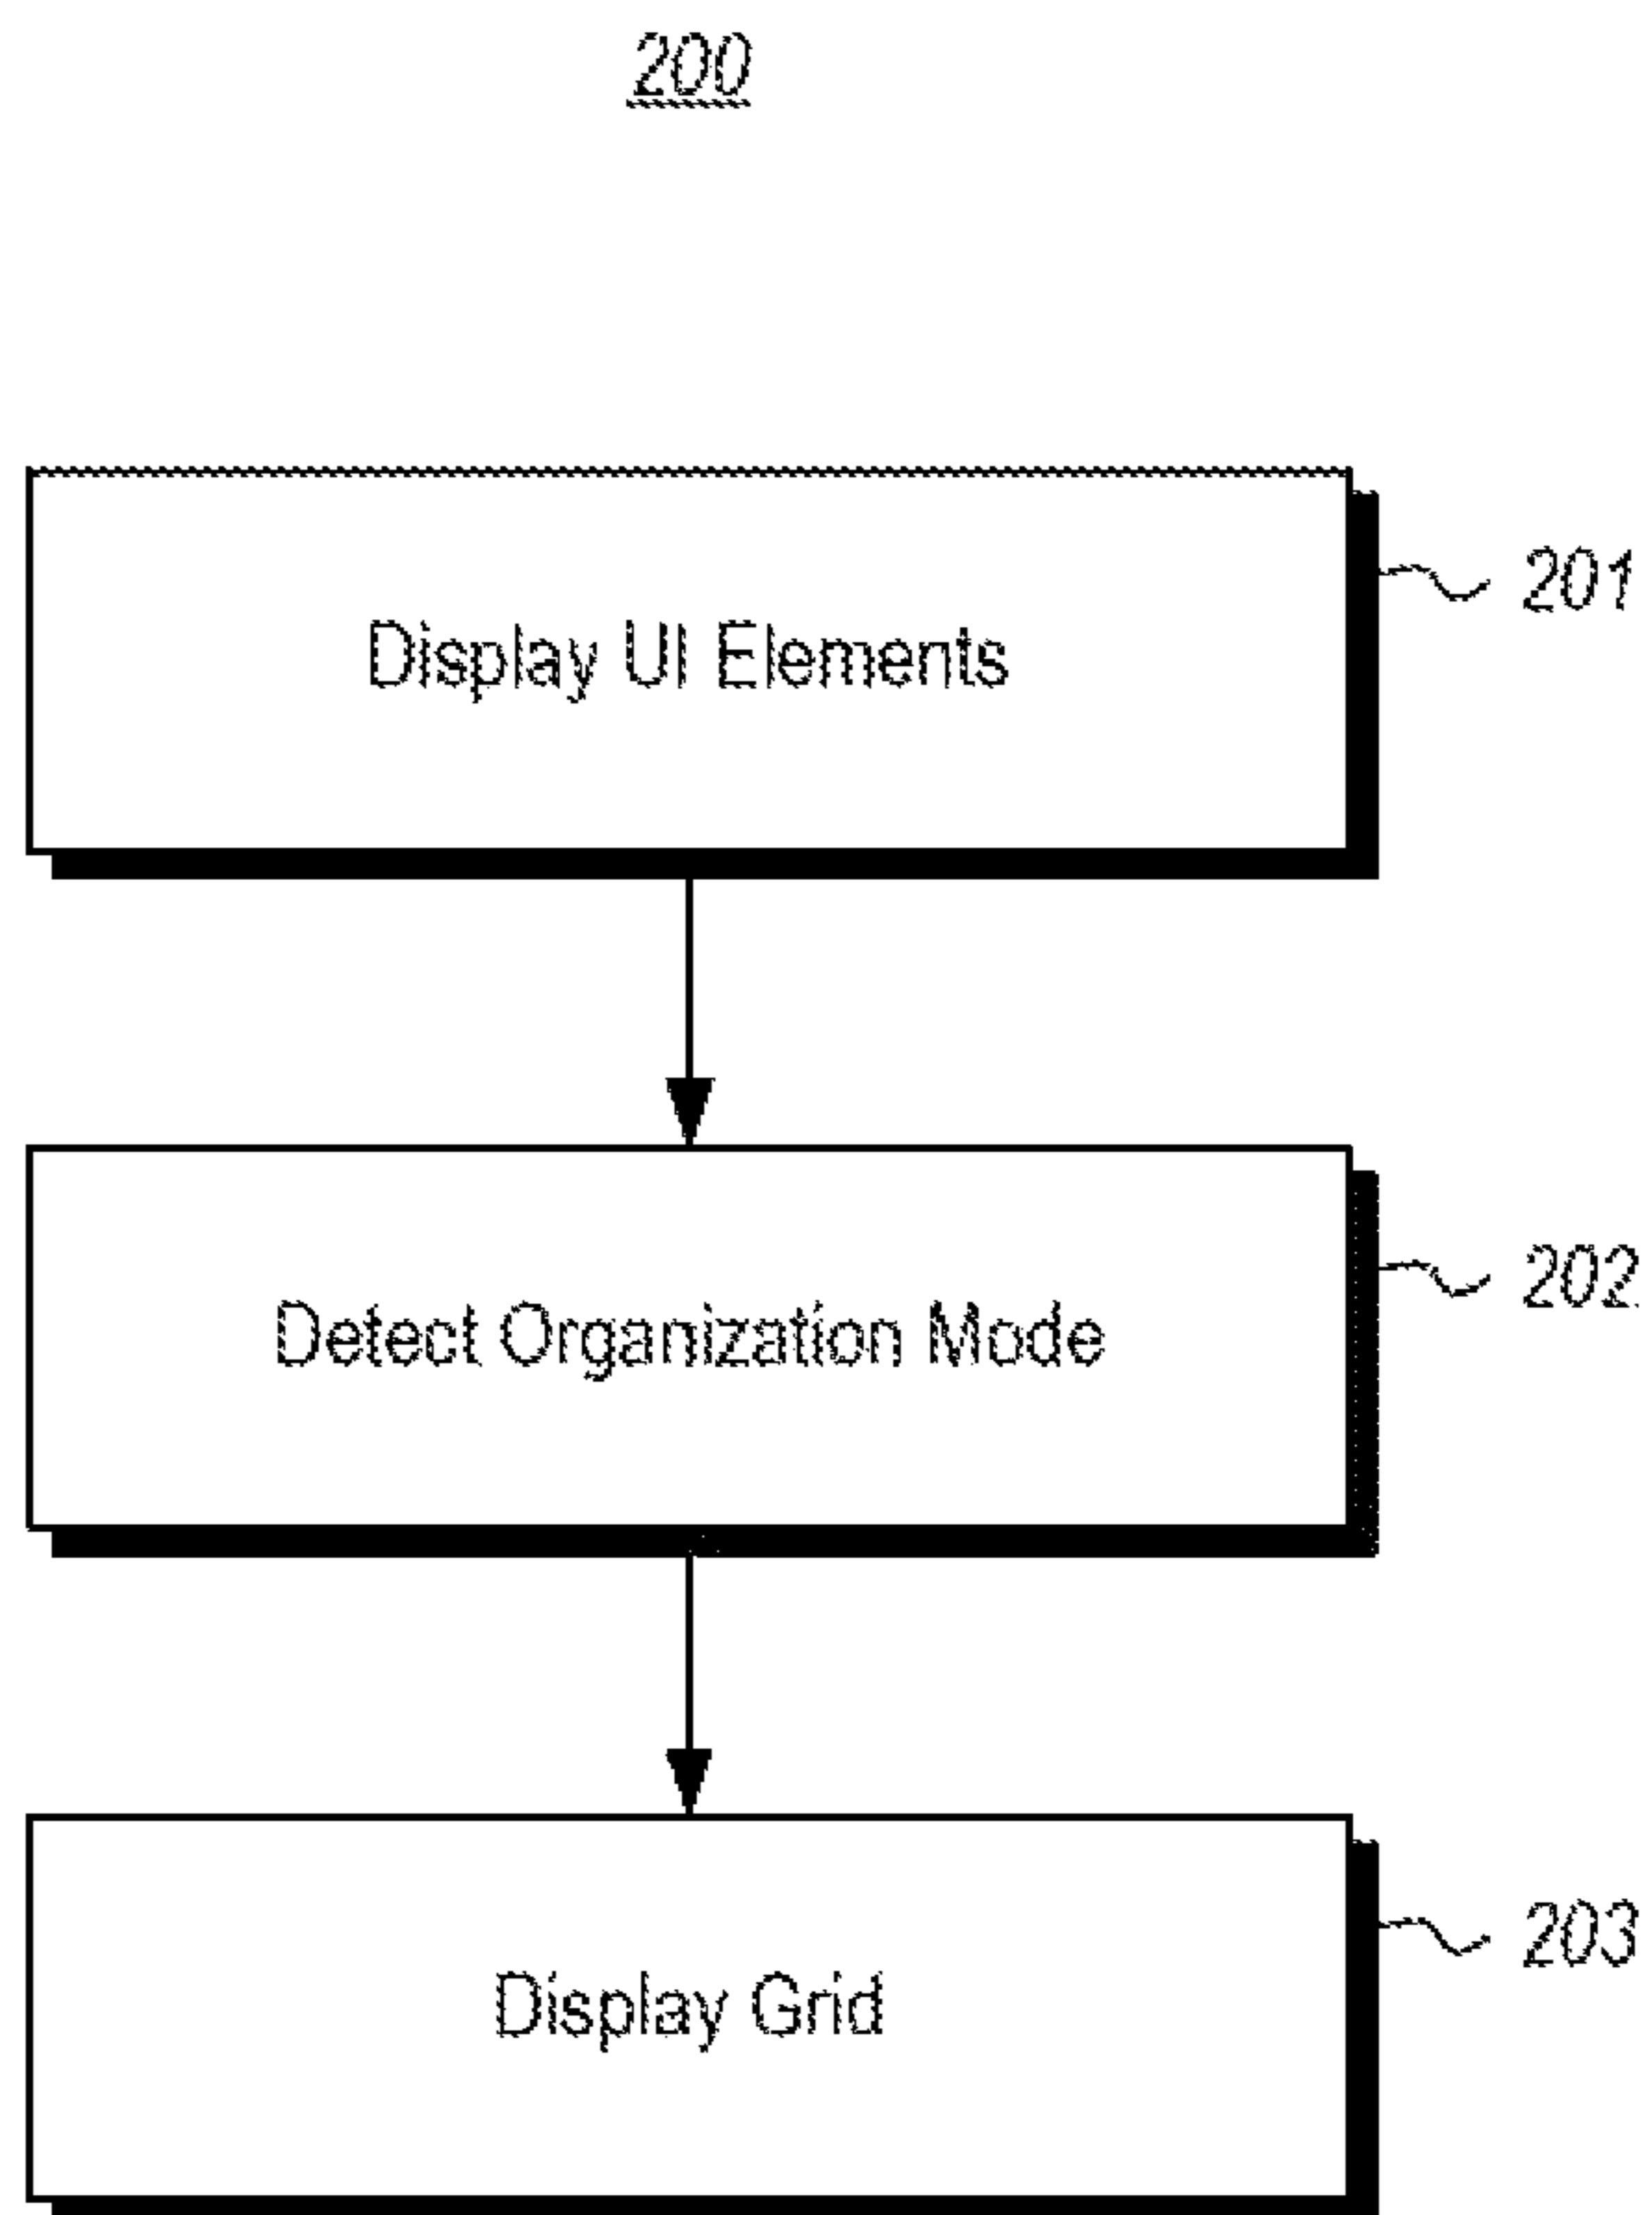 200
201
Display UI Elements
202
Detect Organization Mode
203
Display Grid